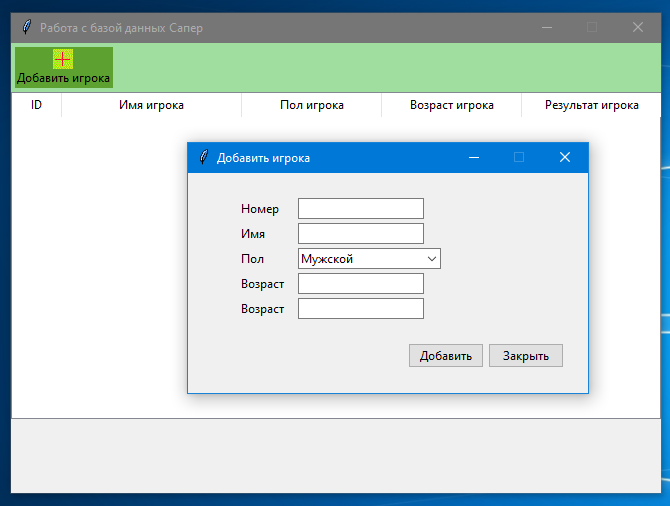 Работа с базой данных Сапер
Добавить игрока
ID Имя игрока Пол игрока Возраст игрока Результат игрока
Добавить игрока
Номер
Имя
Пол Мужской
Возраст
Возраст
Добавить Закрыть